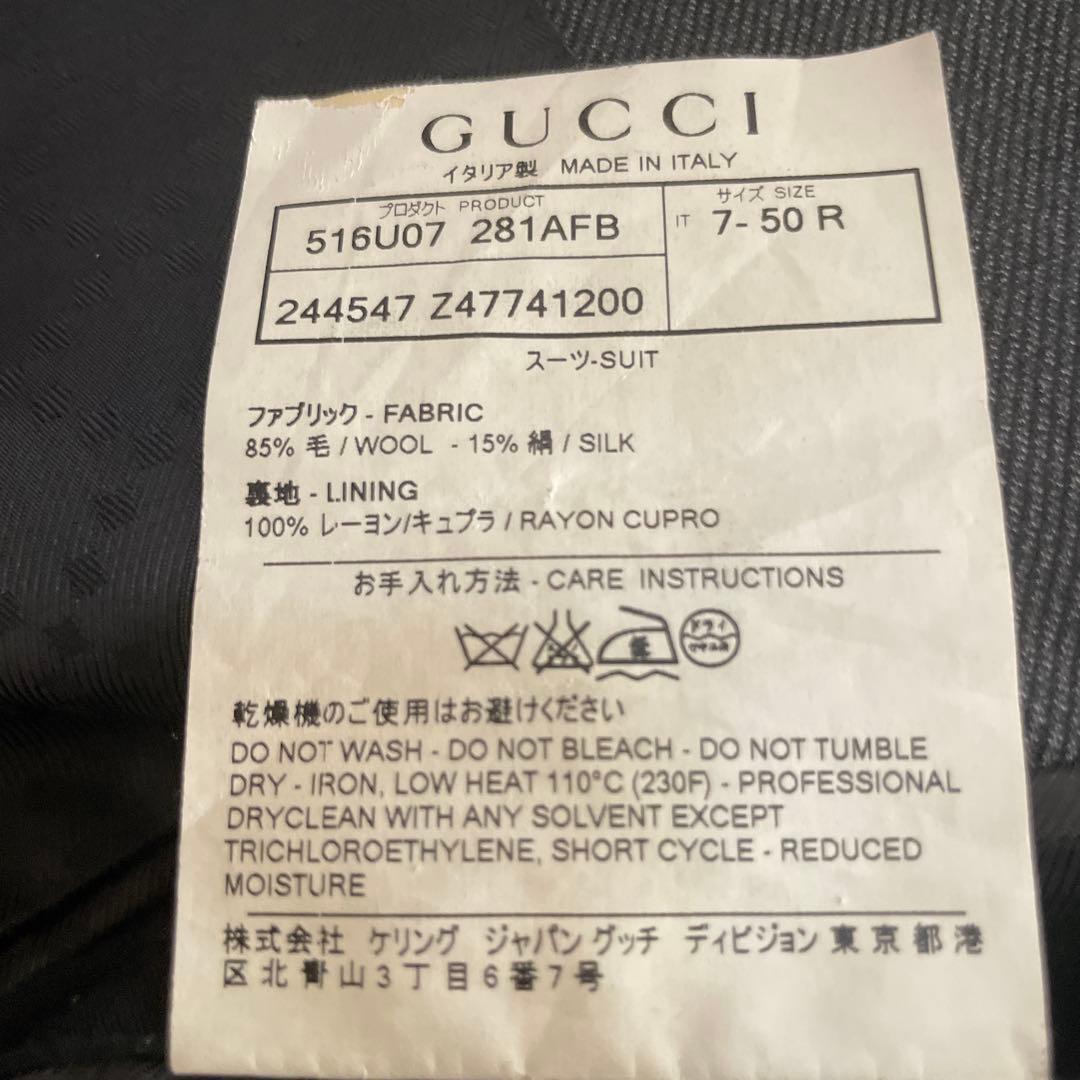 GUCCI
イタリア製 MADE IN ITALY
プロダクト PRODUCT
516U07 281AFB
サイズ SIZE
IT 7- 50 R
244547 Z47741200
スーツ-SUIT
ファブリック - FABRIC
85% 毛 / WOOL - 15% 絹 / SILK
裏地 - LINING
100% レーヨン/キュプラ / RAYON CUPRO
お手入れ方法 - CARE INSTRUCTIONS
ドライ
乾燥機のご使用はお避けください
DO NOT WASH - DO NOT BLEACH - DO NOT TUMBLE
DRY - IRON, LOW HEAT 110°C (230F) - PROFESSIONAL
DRYCLEAN WITH ANY SOLVENT EXCEPT
TRICHLOROETHYLENE, SHORT CYCLE - REDUCED
MOISTURE
株式会社 ケリング ジャパン グッチ ディビジョン 東京都港
区北青山3丁目6番7号